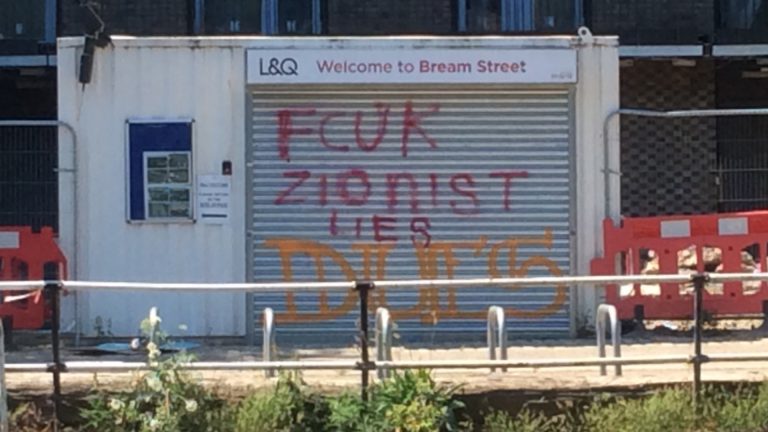 L&Q Welcome to Bream Street
FCUK
ZIONIST
LIES